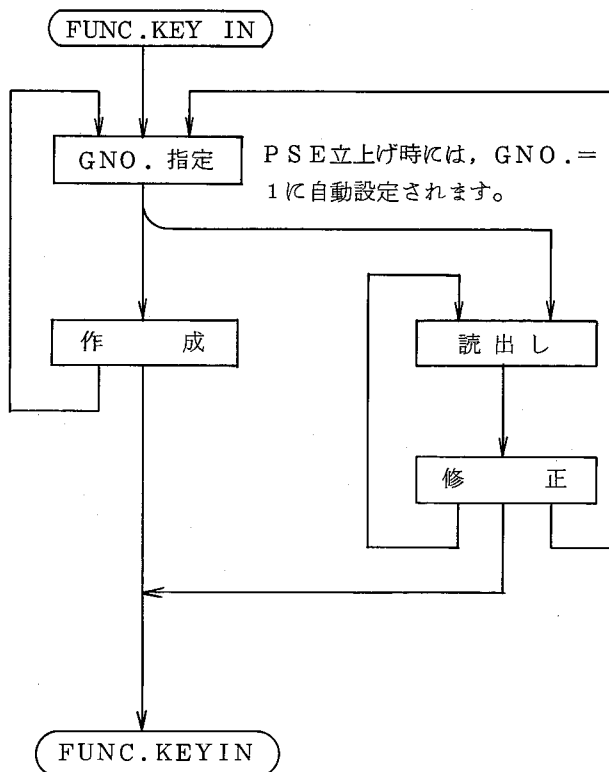 FUNC.KEY IN
GNO.指定
PSE立上げ時には,GNO.=
1に自動設定されます。
作 成
読出し
修 正
FUNC.KEYIN